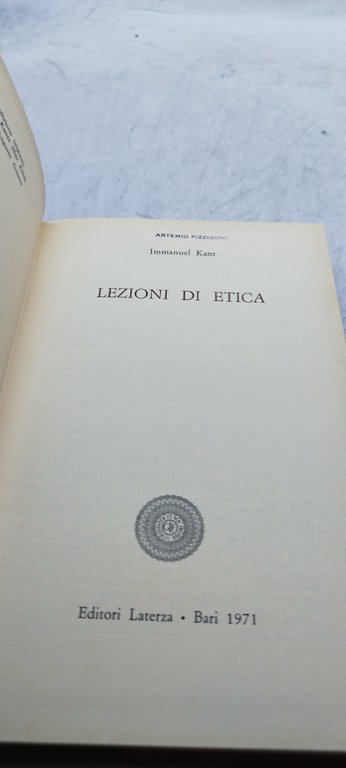 ARTEMIO PIZZIGONI
Immanuel Kant
LEZIONI DI ETICA
Editori Laterza • Bari 1971